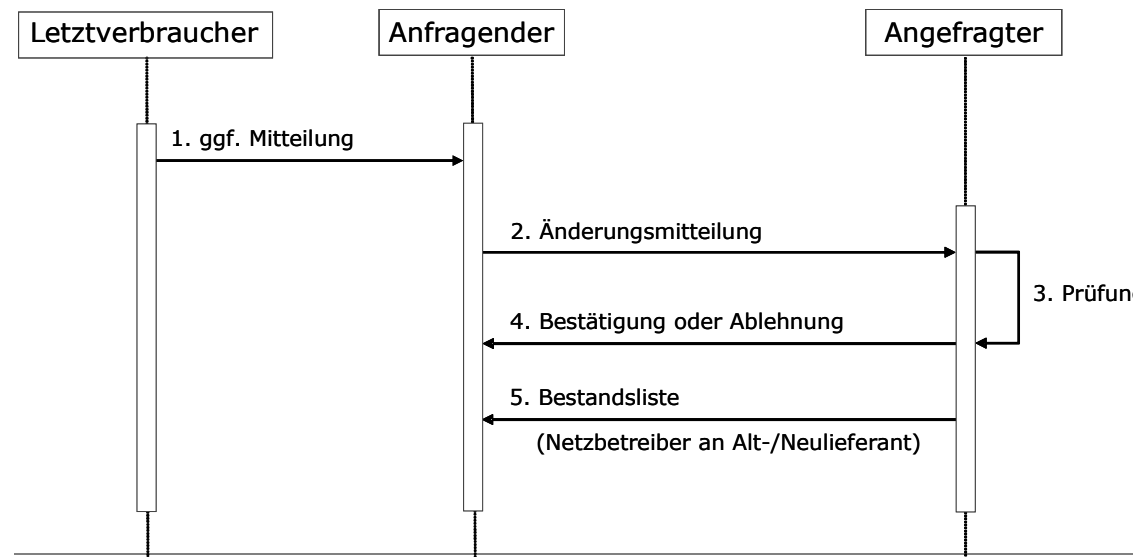 Letztverbraucher
Anfragender
Angefragter
1. ggf. Mitteilung
2. Änderungsmitteilung
3. Prüfun
4. Bestätigung oder Ablehnung
5. Bestandsliste
(Netzbetreiber an Alt-/Neulieferant)